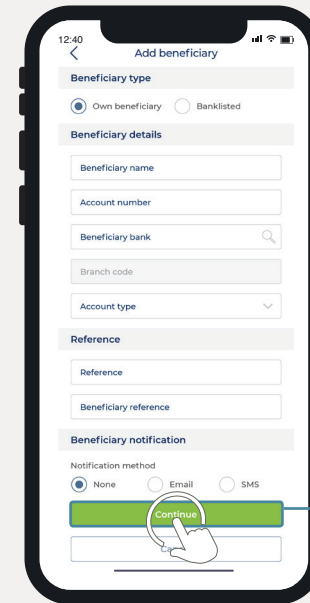 12:40
Add beneficiary
Beneficiary type
Own beneficiary Banklisted
Beneficiary details
Beneficiary name
Account number
Beneficiary bank
Branch code
Account type
Reference
Reference
Beneficiary reference
Beneficiary notification
Notification method
None Email SMS
Continue